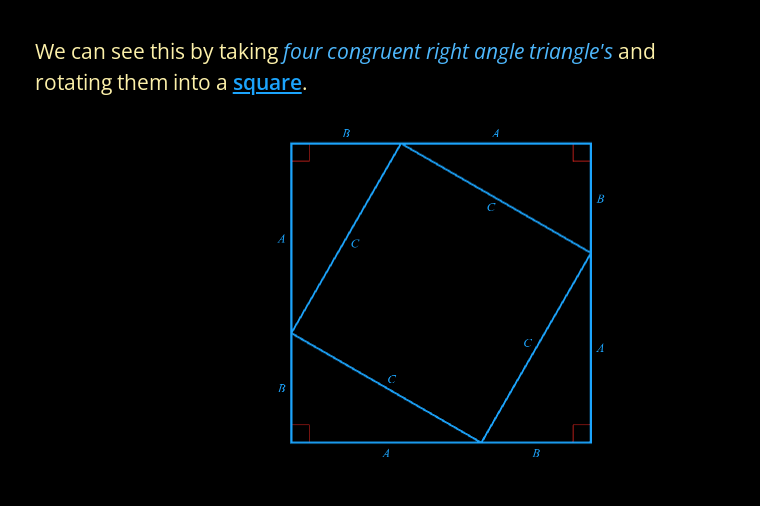 We can see this by taking four congruent right angle triangle's and
rotating them into a square.
B A
B
C
A C
C A
C
B
A B